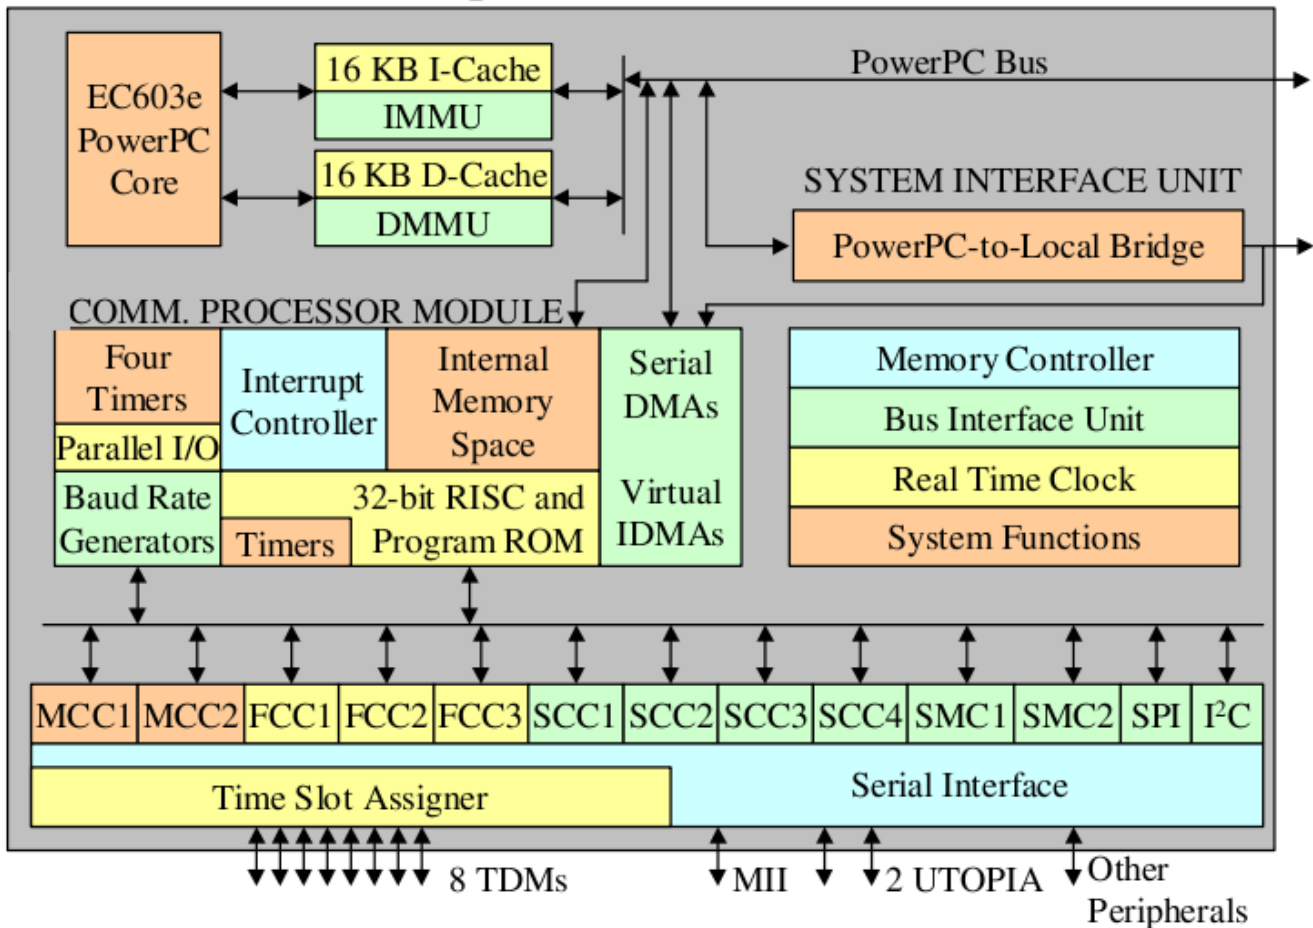 EC603e
PowerPC
Core
16 KB I-Cache
IMMU
16 KB D-Cache
DMMU
PowerPC Bus
SYSTEM INTERFACE UNIT
PowerPC-to-Local Bridge
COMM. PROCESSOR MODULE
Four
Timers
Parallel I/O
Baud Rate
Generators
Interrupt
Controller
Internal
Memory
Space
32-bit RISC and
Program ROM
Timers
Serial
DMAs
Virtual
IDMAs
Memory Controller
Bus Interface Unit
Real Time Clock
System Functions
MCC1 MCC2 FCC1 FCC2 FCC3 SCC1 SCC2 SCC3 SCC4 SMC1 SMC2 SPI I²C
Time Slot Assigner
Serial Interface
8 TDMs
MII
2 UTOPIA
Other
Peripherals